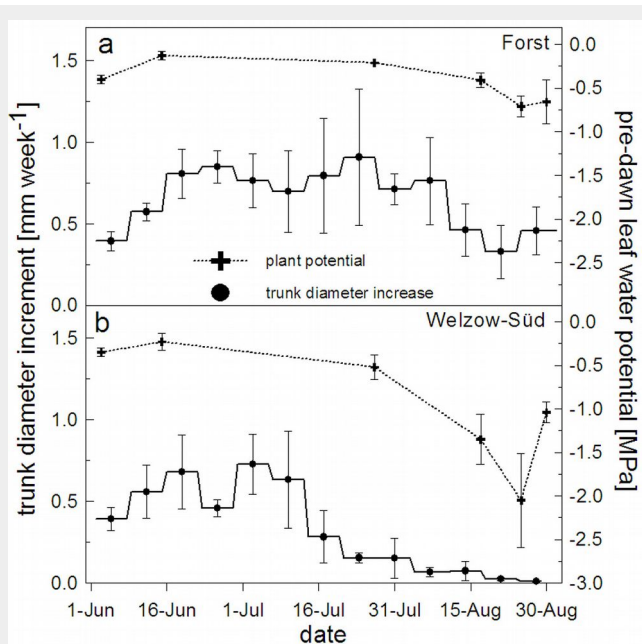 a
Forst
1.5
1.0
0.5
0.0
0.0
-0.5
-1.0
-1.5
-2.0
-2.5
plant potential
trunk diameter increase
b
Welzow-Süd
1.5
1.0
0.5
0.0
0.0
-0.5
-1.0
-1.5
-2.0
-2.5
-3.0
trunk diameter increment [mm week-1]
pre-dawn leaf water potential [MPa]
1-Jun 16-Jun 1-Jul 16-Jul 31-Jul 15-Aug 30-Aug
date